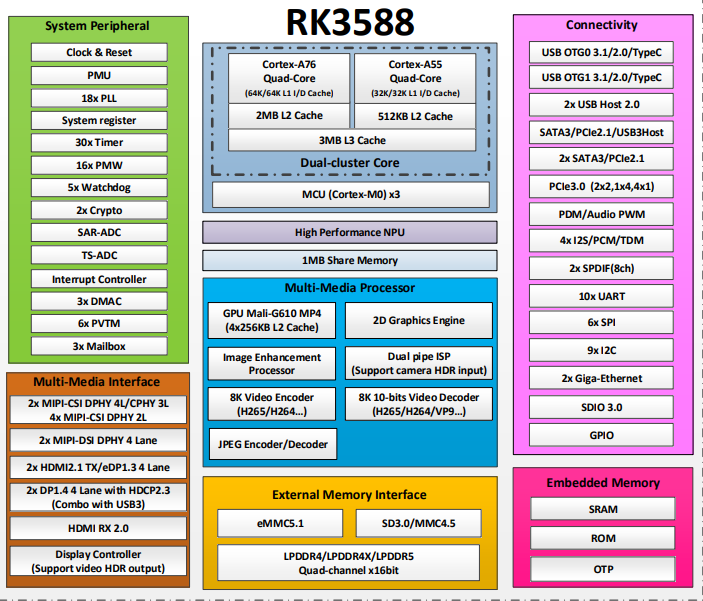 RK3588
System Peripheral
Clock & Reset
PMU
18x PLL
System register
30x Timer
16x PMW
5x Watchdog
2x Crypto
SAR-ADC
TS-ADC
Interrupt Controller
3x DMAC
6x PVTM
3x Mailbox
Multi-Media Interface
2x MIPI-CSI DPHY 4L/CPHY 3L
4x MIPI-CSI DPHY 2L
2x MIPI-DSI DPHY 4 Lane
2x HDMI2.1 TX/eDP1.3 4 Lane
2x DP1.4 4 Lane with HDCP2.3
(Combo with USB3)
HDMI RX 2.0
Display Controller
(Support video HDR output)
Cortex-A76
Quad-Core
(64K/64K L1 I/D Cache)
2MB L2 Cache
Cortex-A55
Quad-Core
(32K/32K L1 I/D Cache)
512KB L2 Cache
3MB L3 Cache
Dual-cluster Core
MCU (Cortex-M0) x3
High Performance NPU
1MB Share Memory
Multi-Media Processor
GPU Mali-G610 MP4
(4x256KB L2 Cache)
2D Graphics Engine
Image Enhancement
Processor
Dual pipe ISP
(Support camera HDR input)
8K Video Encoder
(H265/H264...)
8K 10-bits Video Decoder
(H265/H264/VP9...)
JPEG Encoder/Decoder
External Memory Interface
eMMC5.1
SD3.0/MMC4.5
LPDDR4/LPDDR4X/LPDDR5
Quad-channel x16bit
Connectivity
USB OTG0 3.1/2.0/TypeC
USB OTG1 3.1/2.0/TypeC
2x USB Host 2.0
SATA3/PCIe2.1/USB3Host
2x SATA3/PCIe2.1
PCIe3.0 (2x2,1x4,4x1)
PDM/Audio PWM
4x I2S/PCM/TDM
2x SPDIF(8ch)
10x UART
6x SPI
9x I2C
2x Giga-Ethernet
SDIO 3.0
GPIO
Embedded Memory
SRAM
ROM
OTP